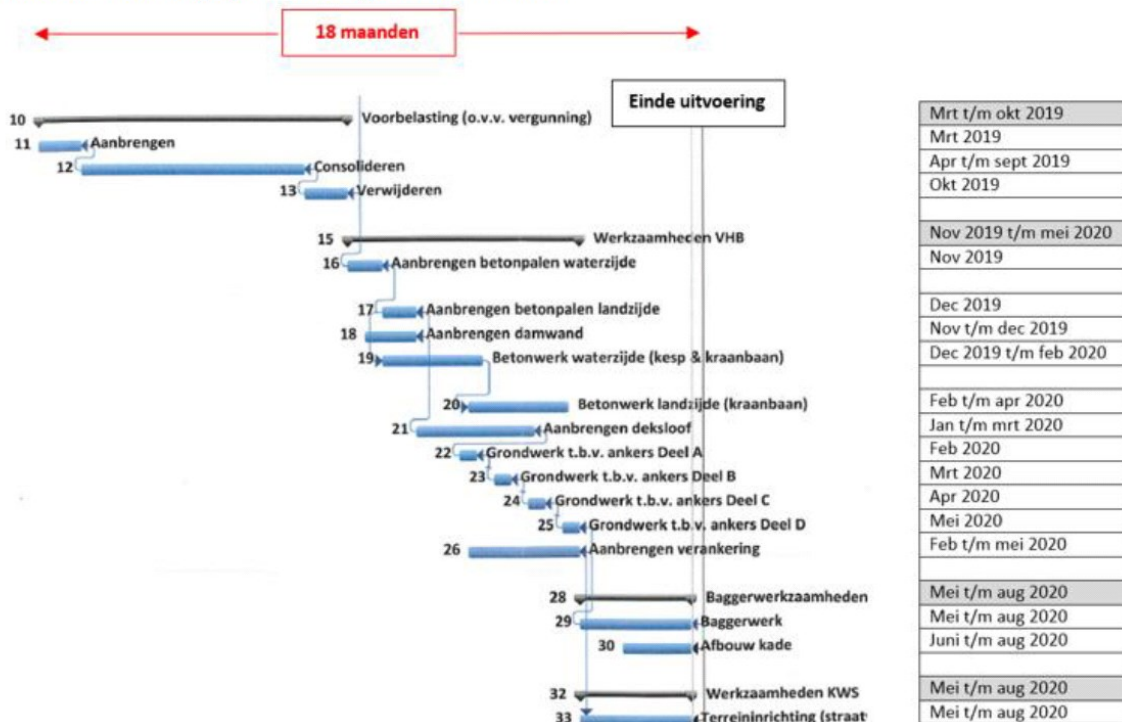 18 maanden
Einde uitvoering
10 Voorbelasting (o.v.v. vergunning) Mrt t/m okt 2019
11 Aanbrengen Mrt 2019
12 Consolideren Apr t/m sept 2019
13 Verwijderen Okt 2019
15 Werkzaamheden VHB Nov 2019 t/m mei 2020
16 Aanbrengen betonpalen waterzijde Nov 2019
17 Aanbrengen betonpalen landzijde Dec 2019
18 Aanbrengen damwand Nov t/m dec 2019
19 Betonwerk waterzijde (kesp & kraanbaan) Dec 2019 t/m feb 2020
20 Betonwerk landzijde (kraanbaan) Feb t/m apr 2020
21 Aanbrengen deksloof Jan t/m mrt 2020
22 Grondwerk t.b.v. ankers Deel A Feb 2020
23 Grondwerk t.b.v. ankers Deel B Mrt 2020
24 Grondwerk t.b.v. ankers Deel C Apr 2020
25 Grondwerk t.b.v. ankers Deel D Mei 2020
26 Aanbrengen verankering Feb t/m mei 2020
28 Baggerwerkzaamheden Mei t/m aug 2020
29 Baggerwerk Mei t/m aug 2020
30 Afbouw kade Juni t/m aug 2020
32 Werkzaamheden KWS Mei t/m aug 2020
33 Terreininrichting (straat Mei t/m aug 2020